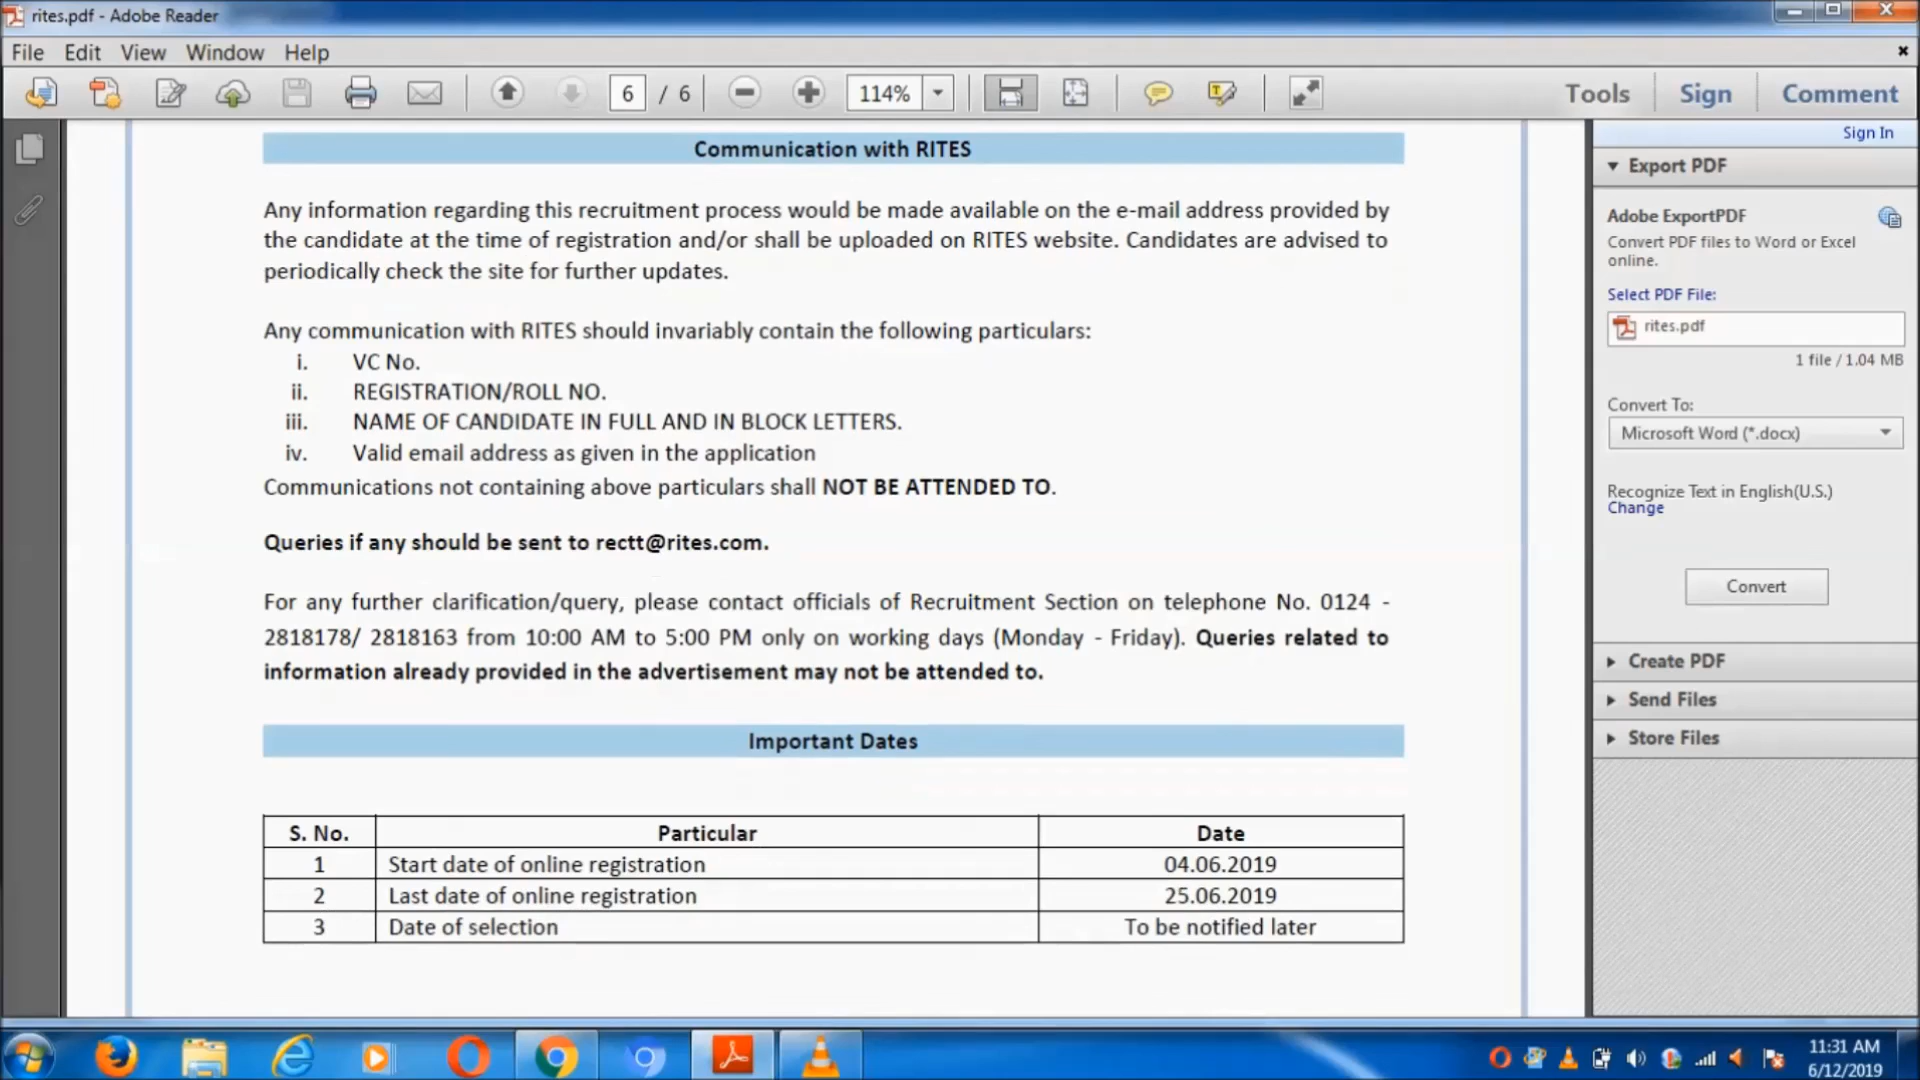 rites.pdf - Adobe Reader
File Edit View Window Help
6 / 6 114% Tools Sign Comment
Sign In
Communication with RITES
Any information regarding this recruitment process would be made available on the e-mail address provided by
the candidate at the time of registration and/or shall be uploaded on RITES website. Candidates are advised to
periodically check the site for further updates.
Any communication with RITES should invariably contain the following particulars:
i. VC No.
ii. REGISTRATION/ROLL NO.
iii. NAME OF CANDIDATE IN FULL AND IN BLOCK LETTERS.
iv. Valid email address as given in the application
Communications not containing above particulars shall NOT BE ATTENDED TO.
Queries if any should be sent to rectt@rites.com.
For any further clarification/query, please contact officials of Recruitment Section on telephone No. 0124 -
2818178/ 2818163 from 10:00 AM to 5:00 PM only on working days (Monday - Friday). Queries related to
information already provided in the advertisement may not be attended to.
Important Dates
S. No. Particular Date
1 Start date of online registration 04.06.2019
2 Last date of online registration 25.06.2019
3 Date of selection To be notified later
Export PDF
Adobe ExportPDF
Convert PDF files to Word or Excel
online.
Select PDF File:
rites.pdf
1 file / 1.04 MB
Convert To:
Microsoft Word (*.docx)
Recognize Text in English(U.S.)
Change
Convert
Create PDF
Send Files
Store Files
11:31 AM
6/12/2019